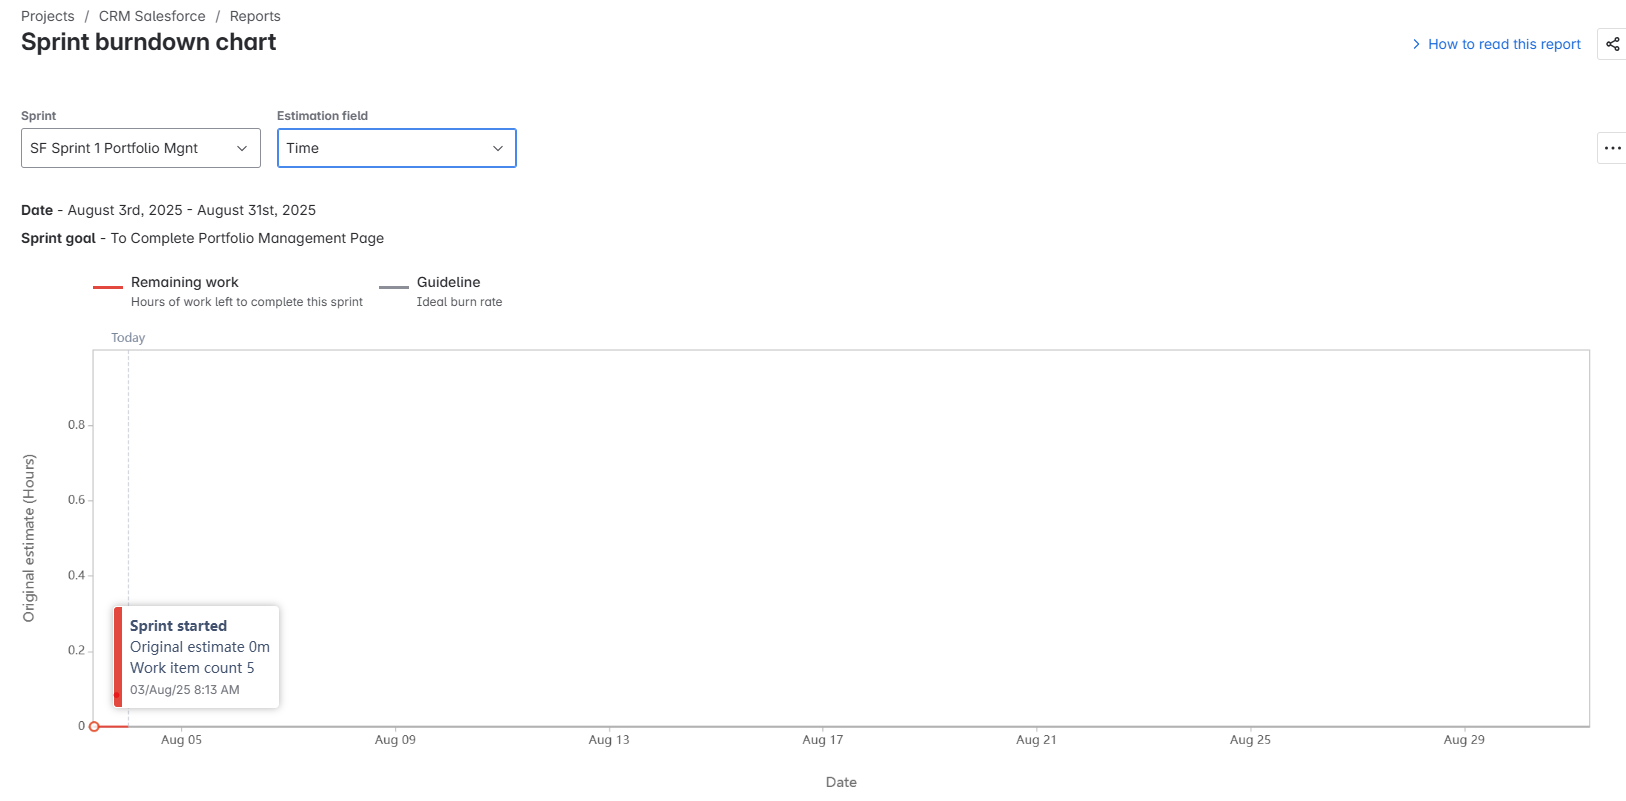 Projects / CRM Salesforce / Reports
Sprint burndown chart
How to read this report
Sprint
Estimation field
SF Sprint 1 Portfolio Mgnt
Time
Date - August 3rd, 2025 - August 31st, 2025
Sprint goal - To Complete Portfolio Management Page
Remaining work
Hours of work left to complete this sprint
Guideline
Ideal burn rate
Today
Original estimate (Hours)
0.8
0.6
0.4
0.2
0
Sprint started
Original estimate 0m
Work item count 5
03/Aug/25 8:13 AM
Aug 05
Aug 09
Aug 13
Aug 17
Aug 21
Aug 25
Aug 29
Date